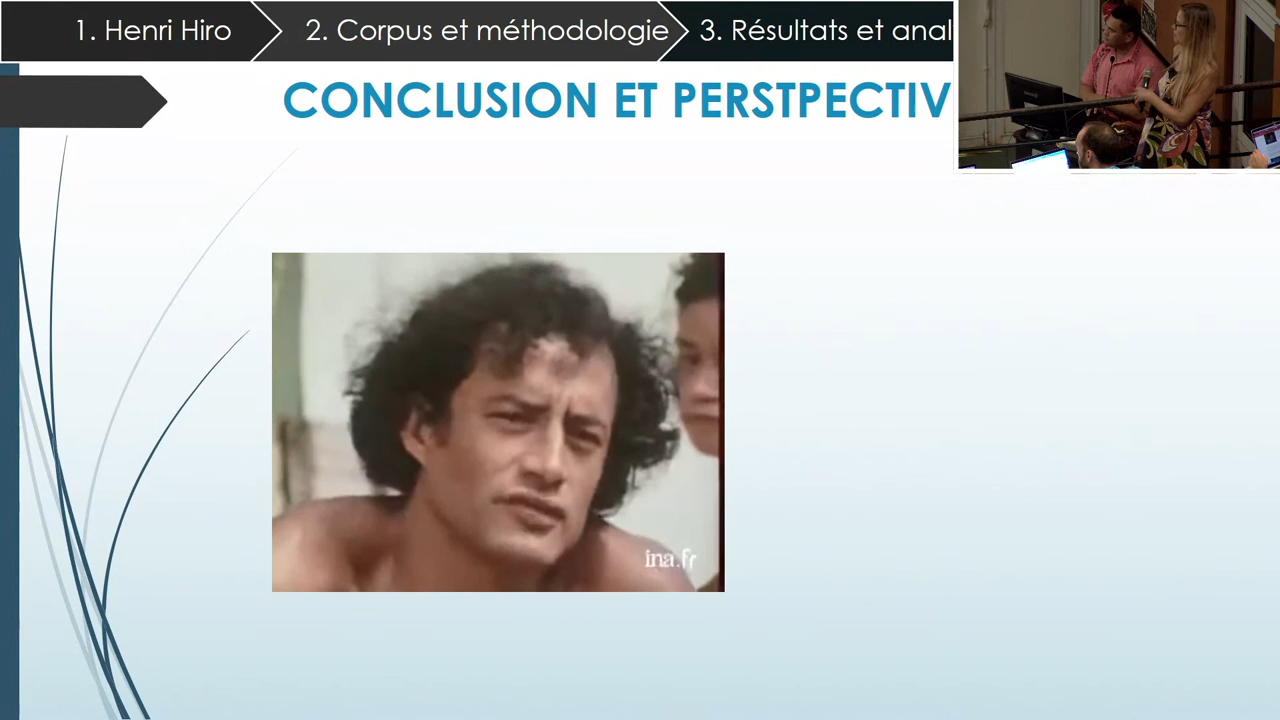 1. Henri Hiro
2. Corpus et méthodologie
3. Résultats et anal
CONCLUSION ET PERSTPECTIV
ina.fr